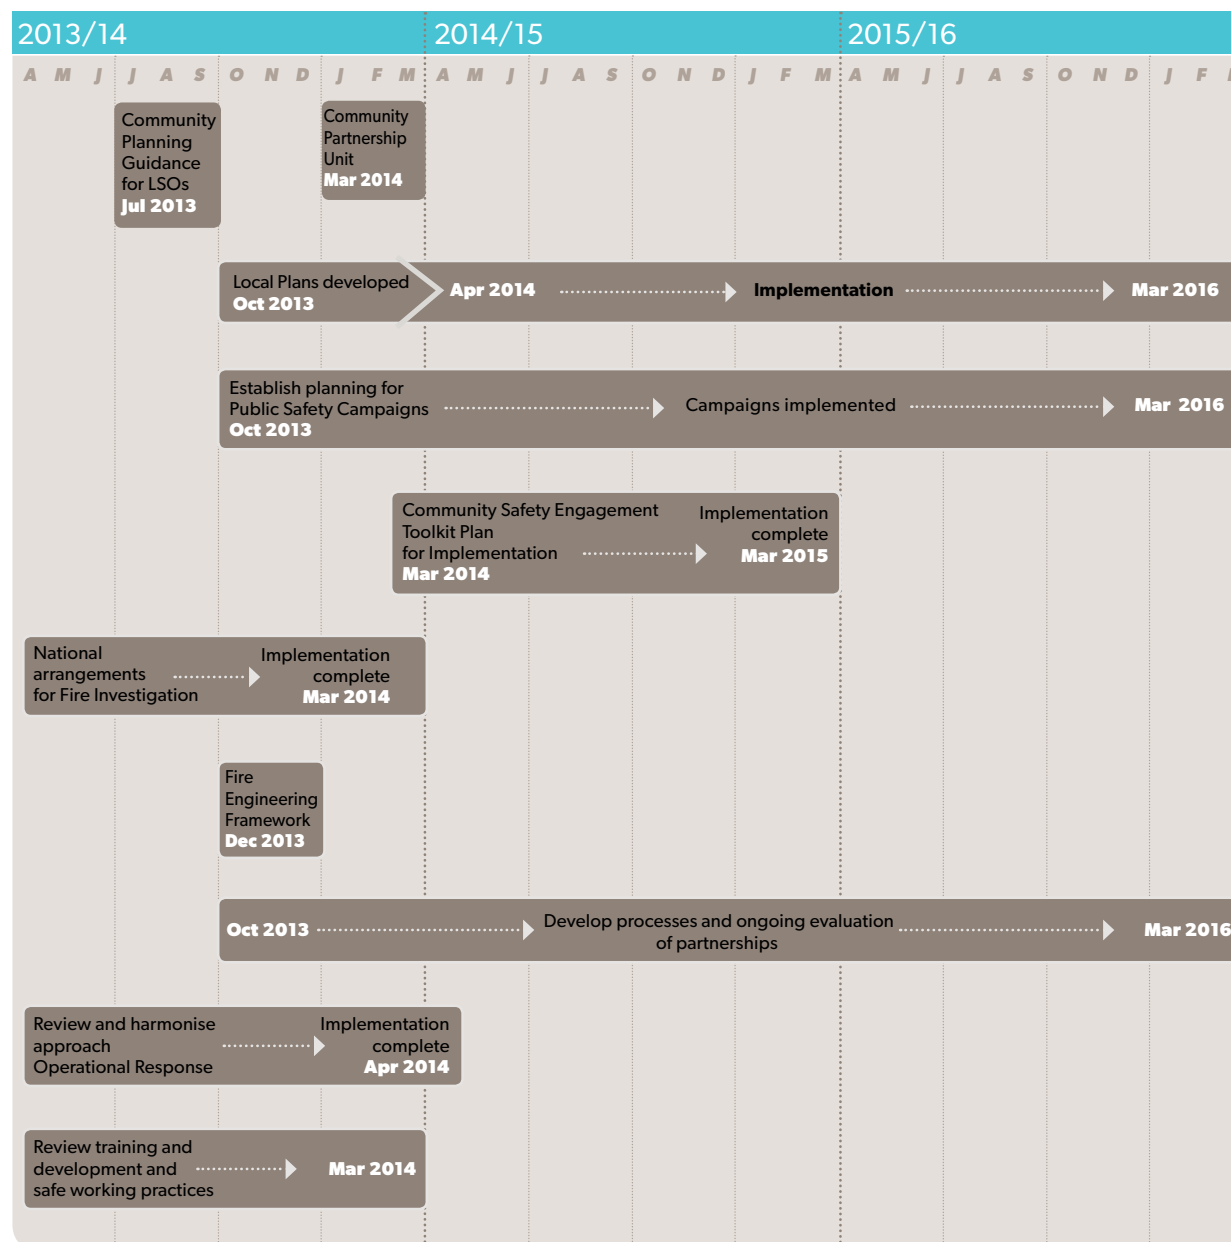 2013/14 2014/15 2015/16
A M J J A S O N D J F M A M J J A S O N D J F M A M J J A S O N D J F
Community
Planning
Guidance
for LSOs
Jul 2013
Community
Partnership
Unit
Mar 2014
Local Plans developed
Oct 2013
Apr 2014
Implementation
Mar 2016
Establish planning for
Public Safety Campaigns
Oct 2013
Campaigns implemented
Mar 2016
Community Safety Engagement
Toolkit Plan
for Implementation
Mar 2014
Implementation
complete
Mar 2015
National
arrangements
for Fire Investigation
Implementation
complete
Mar 2014
Fire
Engineering
Framework
Dec 2013
Oct 2013
Develop processes and ongoing evaluation
of partnerships
Mar 2016
Review and harmonise
approach
Operational Response
Implementation
complete
Apr 2014
Review training and
development and
safe working practices
Mar 2014